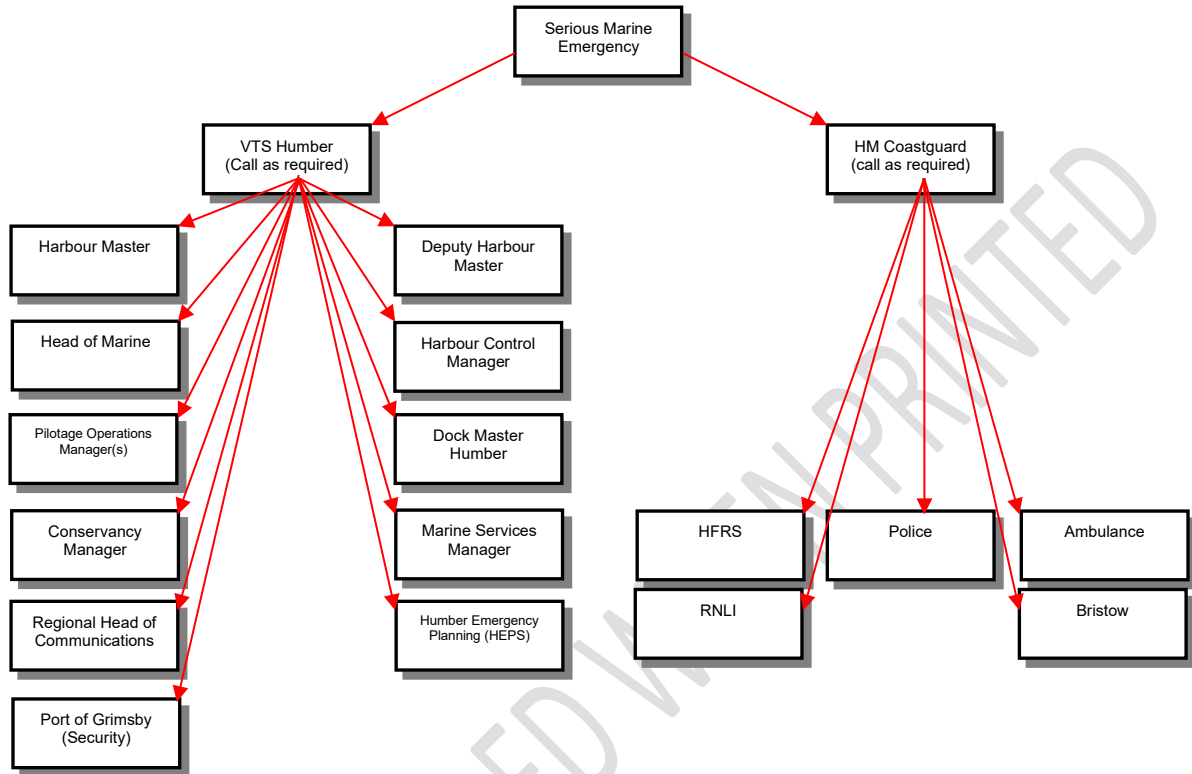 Serious Marine
Emergency
VTS Humber
(Call as required)
HM Coastguard
(call as required)
Harbour Master
Deputy Harbour
Master
Head of Marine
Harbour Control
Manager
Pilotage Operations
Manager(s)
Dock Master
Humber
Conservancy
Manager
Marine Services
Manager
HFRS
Police
Ambulance
Regional Head of
Communications
Humber Emergency
Planning (HEPS)
RNLI
Bristow
Port of Grimsby
(Security)
PRINTED